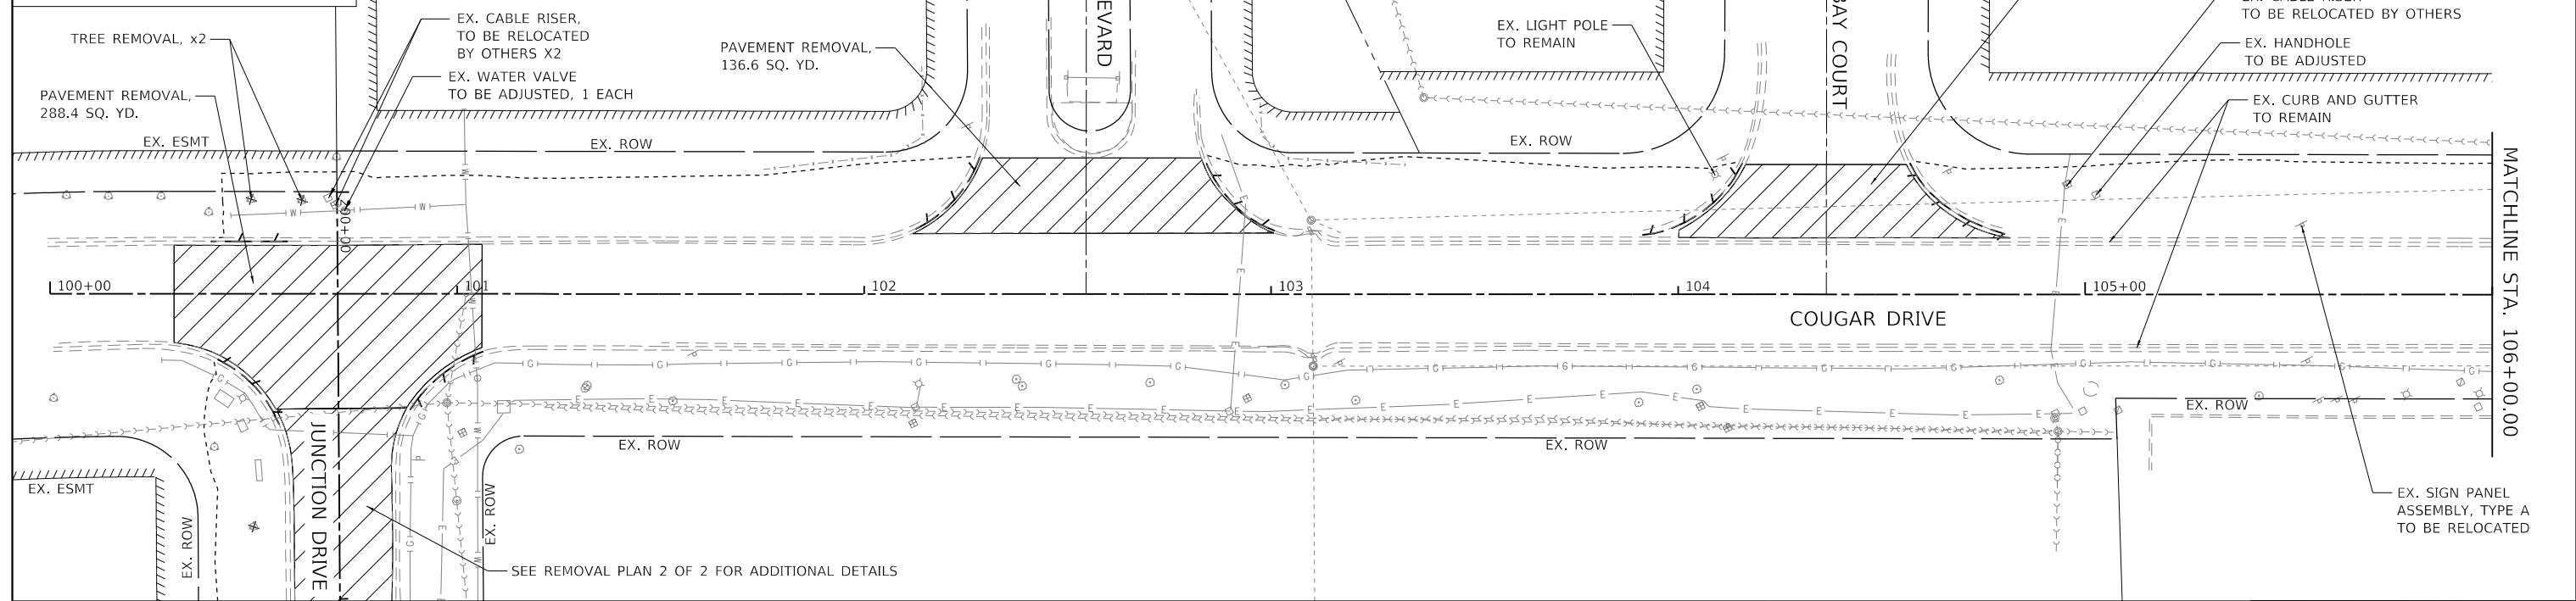 TREE REMOVAL, x2
PAVEMENT REMOVAL,
288.4 SQ. YD.
EX. ESMT
EX. CABLE RISER,
TO BE RELOCATED
BY OTHERS X2
EX. WATER VALVE
TO BE ADJUSTED, 1 EACH
EX. ROW
PAVEMENT REMOVAL,
136.6 SQ. YD.
EVARD
EX. LIGHT POLE
TO REMAIN
EX. ROW
BAY COURT
TO BE RELOCATED BY OTHERS
EX. HANDHOLE
TO BE ADJUSTED
EX. CURB AND GUTTER
TO REMAIN
MATCHLINE STA. 106+00.00
100+00
101
102
103
104
105+00
COUGAR DRIVE
EX. ROW
EX. ROW
EX. ROW
EX. ESMT
EX. ROW
JUNCTION DRIVE
EX. ROW
SEE REMOVAL PLAN 2 OF 2 FOR ADDITIONAL DETAILS
EX. SIGN PANEL
ASSEMBLY, TYPE A
TO BE RELOCATED